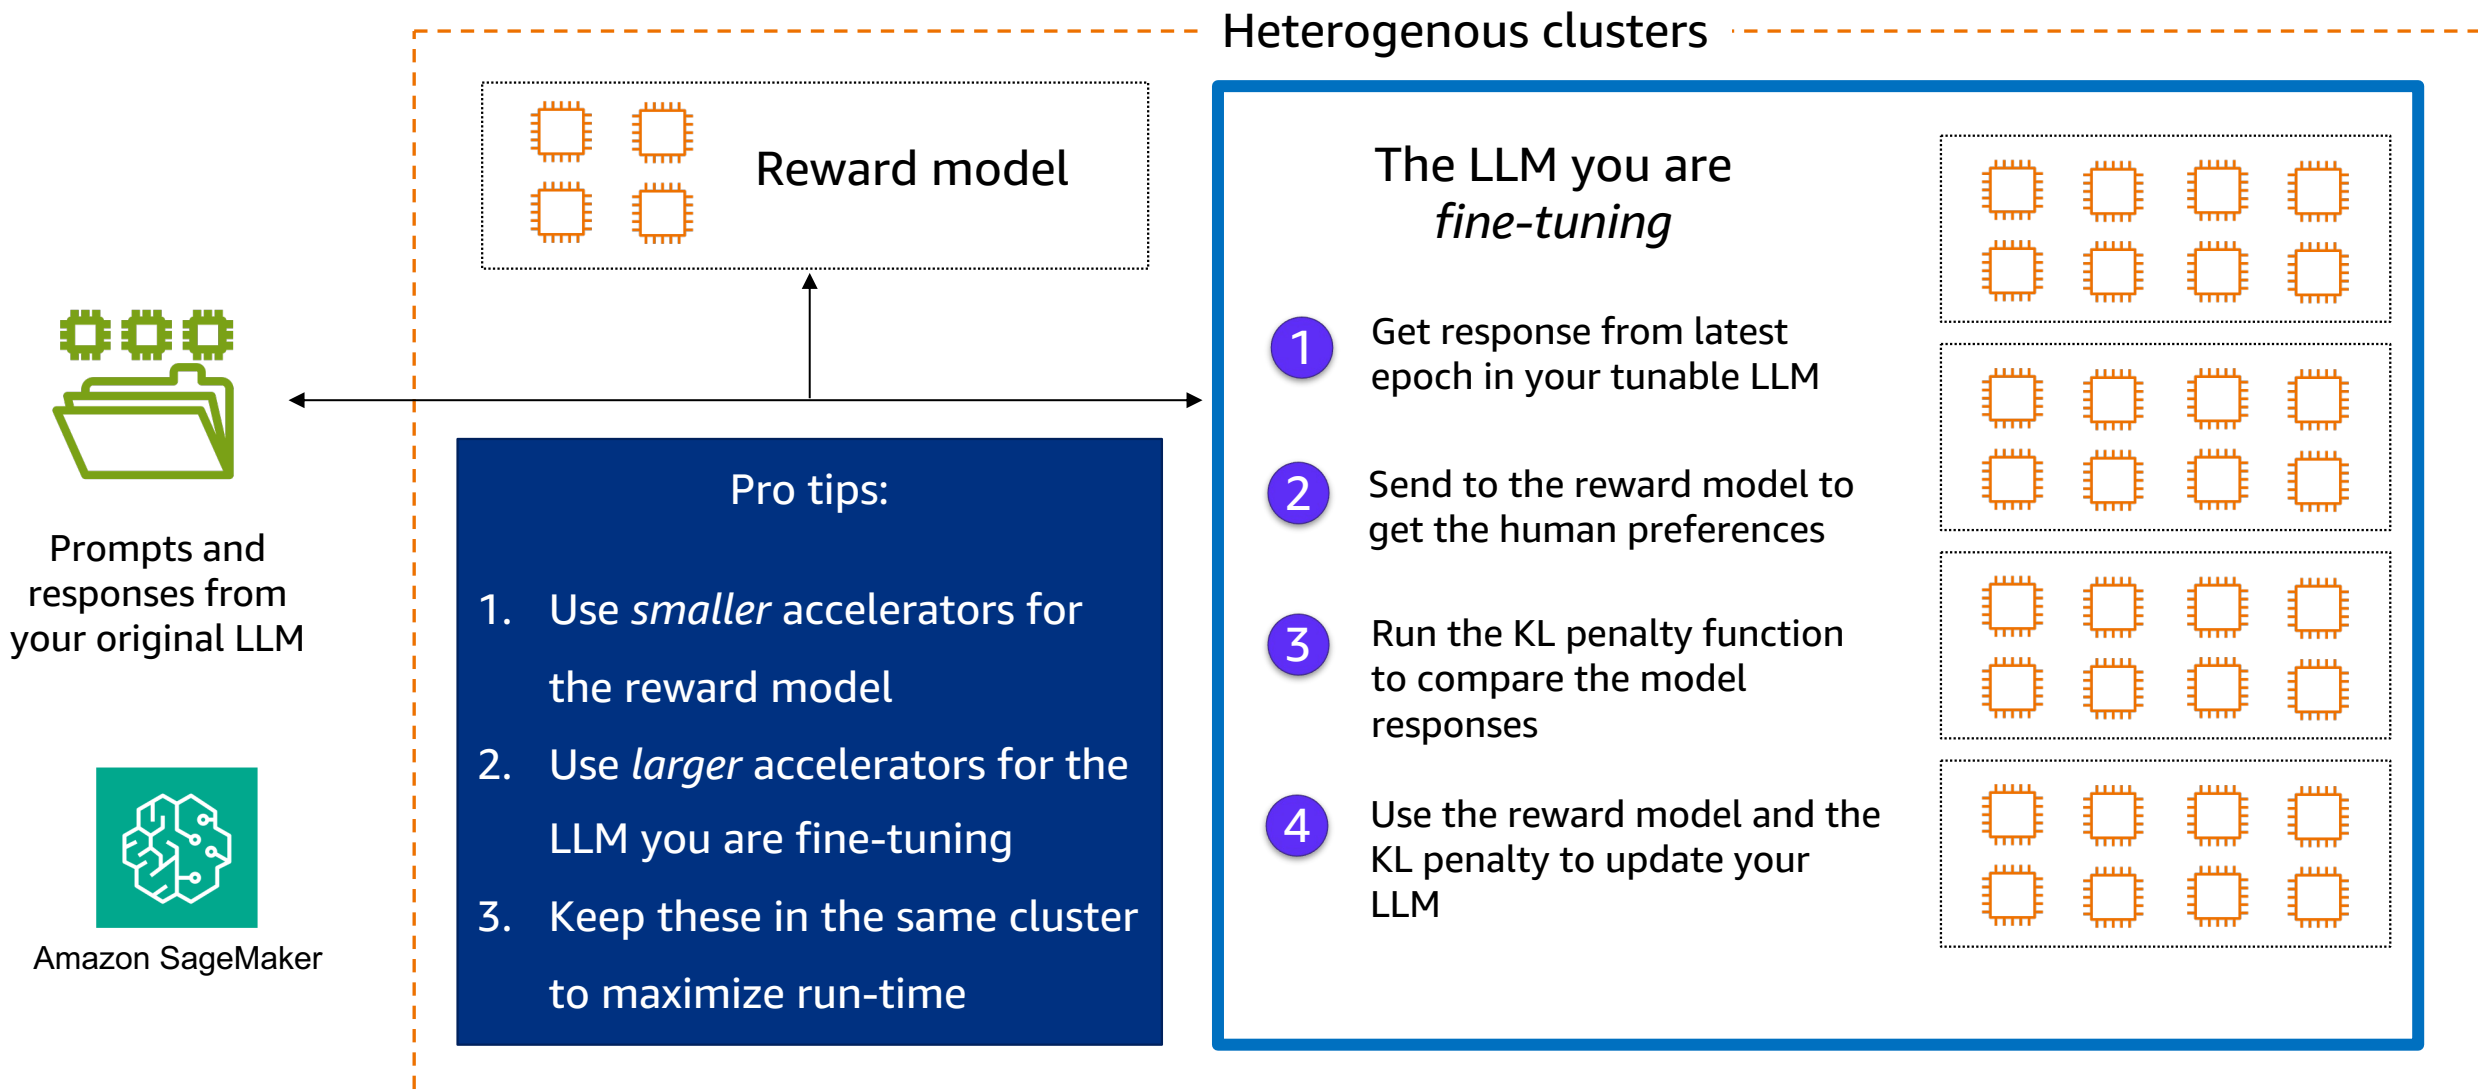 Heterogenous clusters
Reward model
Prompts and
responses from
your original LLM
Amazon SageMaker
Pro tips:
1. Use smaller accelerators for
the reward model
2. Use larger accelerators for the
LLM you are fine-tuning
3. Keep these in the same cluster
to maximize run-time
The LLM you are
fine-tuning
1 Get response from latest
epoch in your tunable LLM
2 Send to the reward model to
get the human preferences
3 Run the KL penalty function
to compare the model
responses
4 Use the reward model and the
KL penalty to update your
LLM